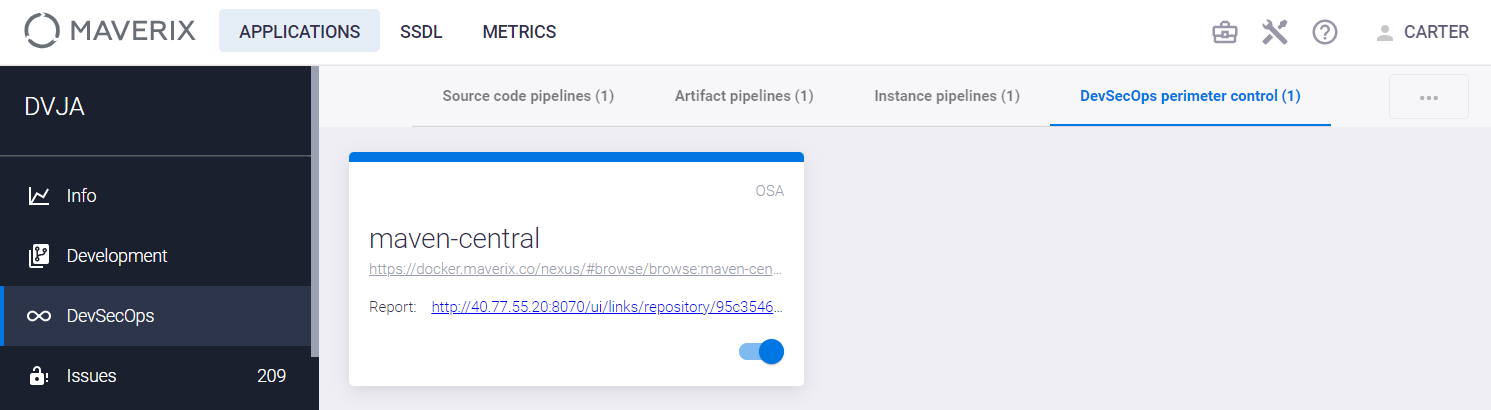 MAVERIX
APPLICATIONS
SSDL
METRICS
CARTER
DVJA
Info
Development
DevSecOps
Issues 209
Source code pipelines (1)
Artifact pipelines (1)
Instance pipelines (1)
DevSecOps perimeter control (1)
...
OSA
maven-central
https://docker.maverix.co/nexus/#browse/browse:maven-cen...
Report: http://40.77.55.20:8070/ui/links/repository/95c3546...